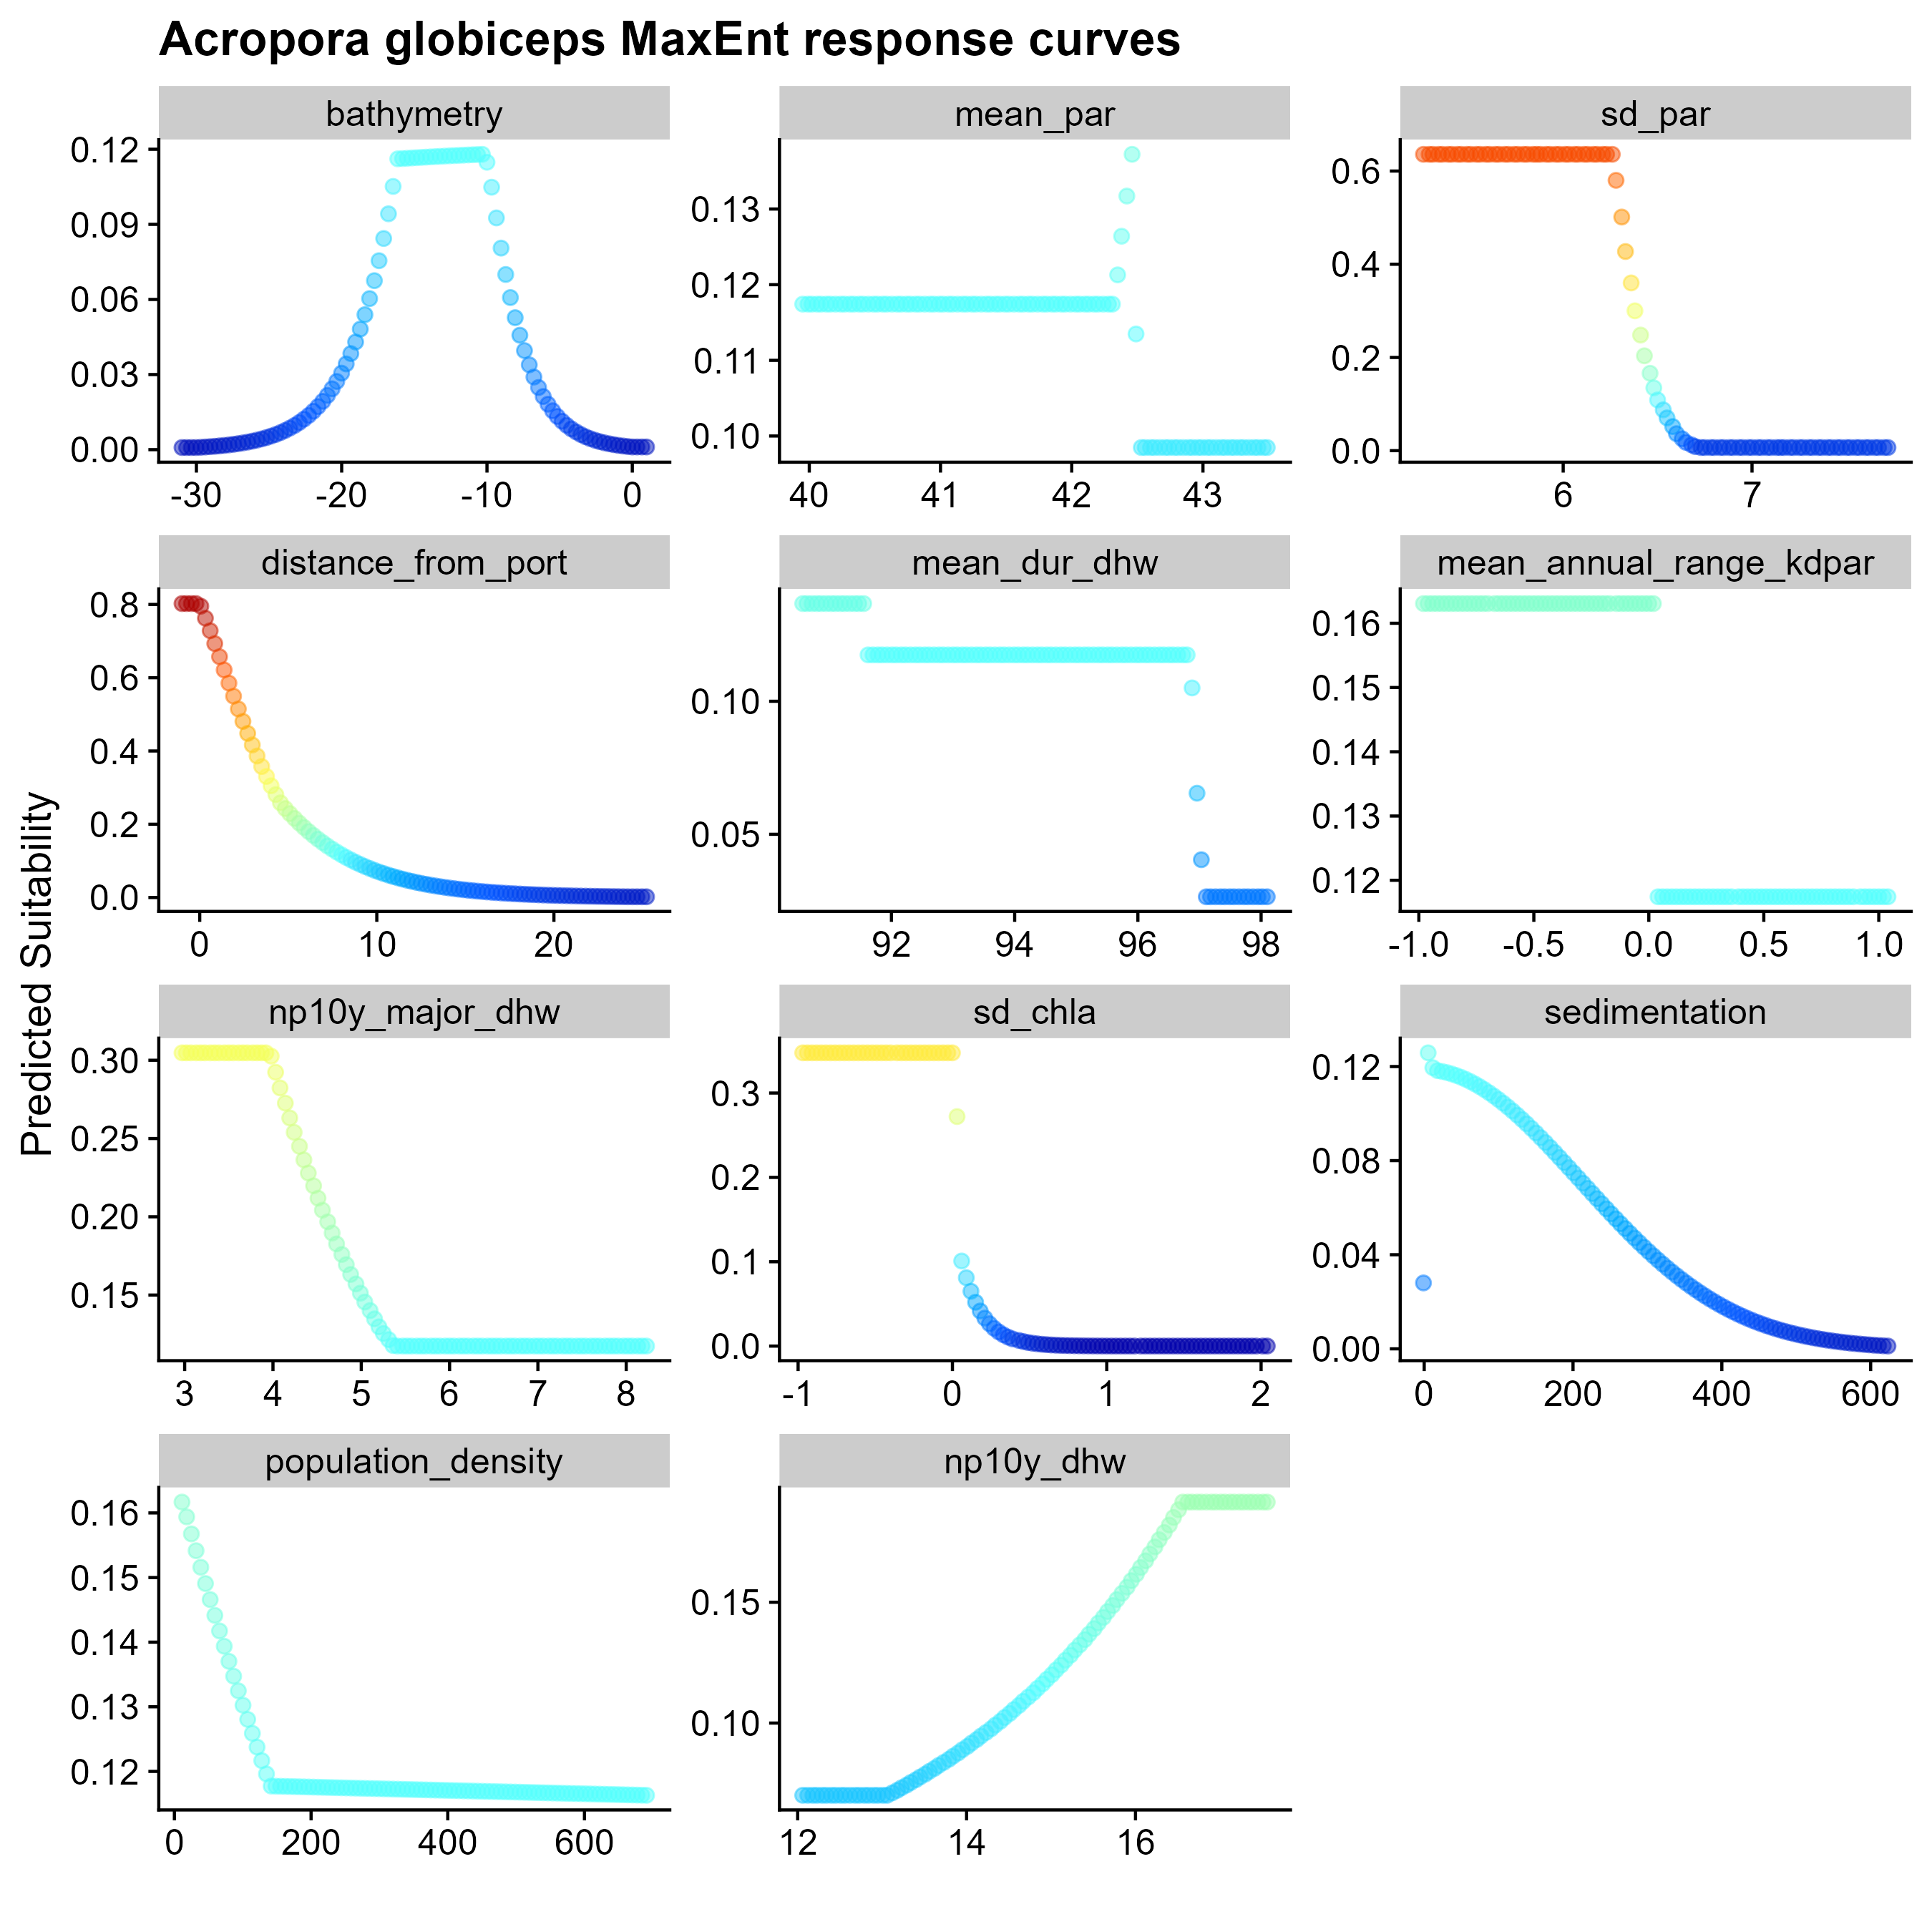 Acropora globiceps MaxEnt response curves
bathymetry
mean_par
sd_par
0.12
0.09
0.06
0.03
0.00
-30 -20 -10 0
0.13
0.12
0.11
0.10
40 41 42 43
0.6
0.4
0.2
0.0
6 7
distance_from_port
mean_dur_dhw
mean_annual_range_kdpar
0.8
0.6
0.4
0.2
0.0
0 10 20
0.10
0.05
92 94 96 98
0.16
0.15
0.14
0.13
0.12
-1.0 -0.5 0.0 0.5 1.0
Predicted Suitability
np10y_major_dhw
sd_chla
sedimentation
0.30
0.25
0.20
0.15
3 4 5 6 7 8
0.3
0.2
0.1
0.0
-1 0 1 2
0.12
0.08
0.04
0.00
0 200 400 600
population_density
np10y_dhw
0.16
0.15
0.14
0.13
0.12
0 200 400 600
0.15
0.10
12 14 16